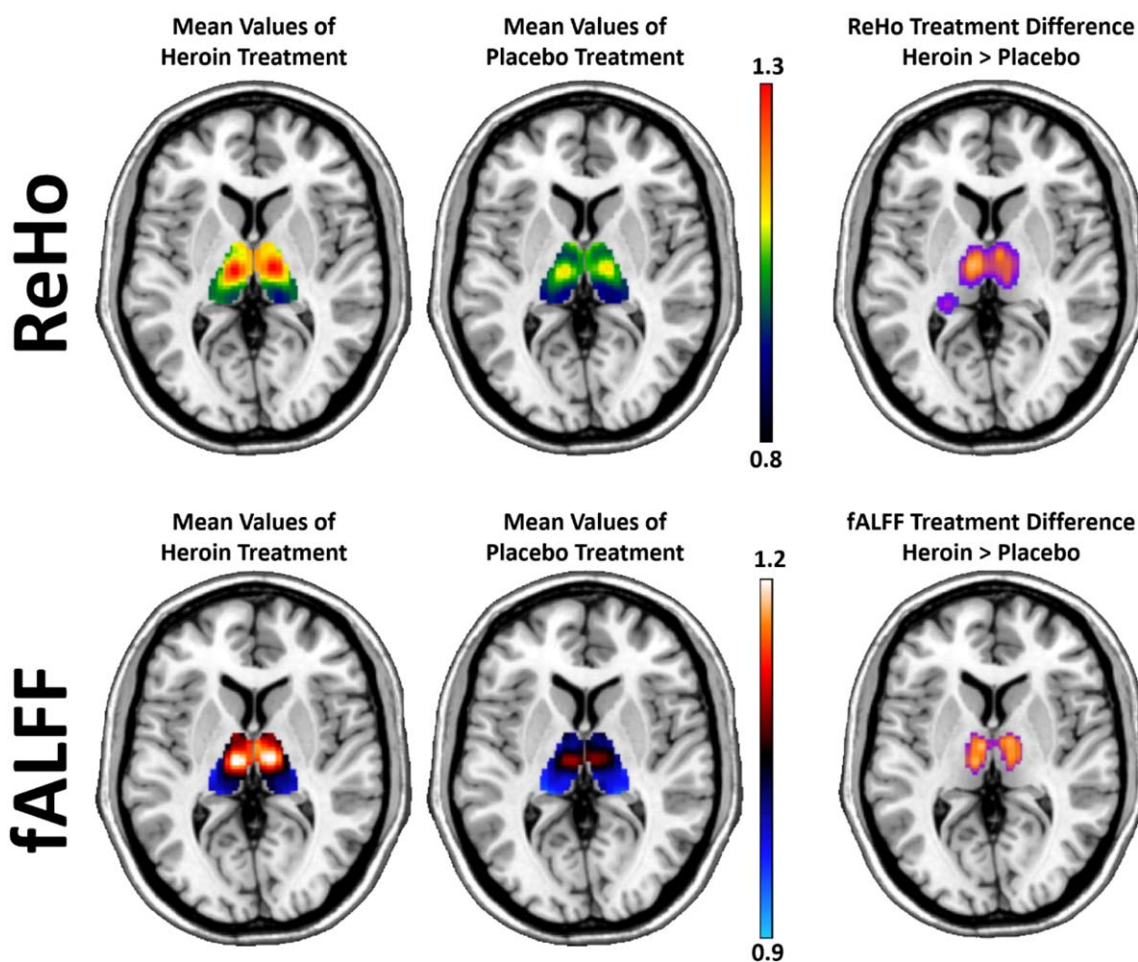 Mean Values of
Heroin Treatment
Mean Values of
Placebo Treatment
ReHo Treatment Difference
Heroin > Placebo
1.3
0.8
ReHo
Mean Values of
Heroin Treatment
Mean Values of
Placebo Treatment
fALFF Treatment Difference
Heroin > Placebo
1.2
0.9
fALFF